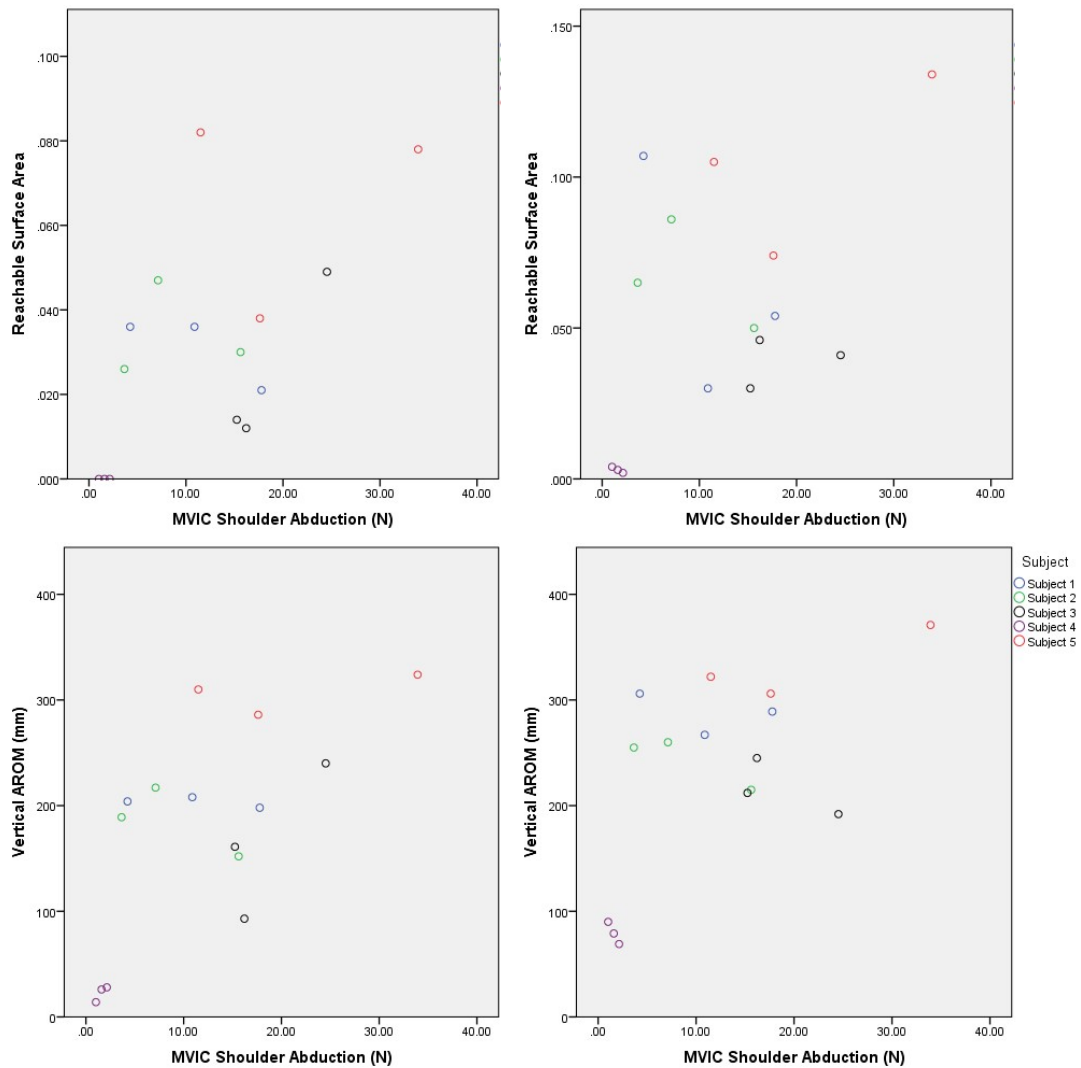 .100
.080
.060
.040
.020
.000
Reachable Surface Area
.00 10.00 20.00 30.00 40.00
MVIC Shoulder Abduction (N)
.150
.100
.050
.000
Reachable Surface Area
.00 10.00 20.00 30.00 40.00
MVIC Shoulder Abduction (N)
400
300
200
100
0
Vertical AROM (mm)
.00 10.00 20.00 30.00 40.00
MVIC Shoulder Abduction (N)
400
300
200
100
0
Vertical AROM (mm)
.00 10.00 20.00 30.00 40.00
MVIC Shoulder Abduction (N)
Subject
Subject 1
Subject 2
Subject 3
Subject 4
Subject 5